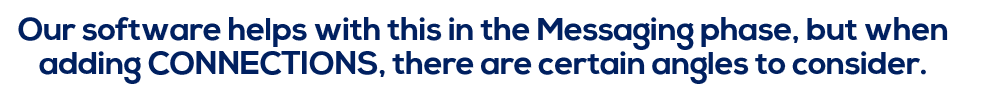 Our software helps with this in the Messaging phase, but when
adding CONNECTIONS, there are certain angles to consider.